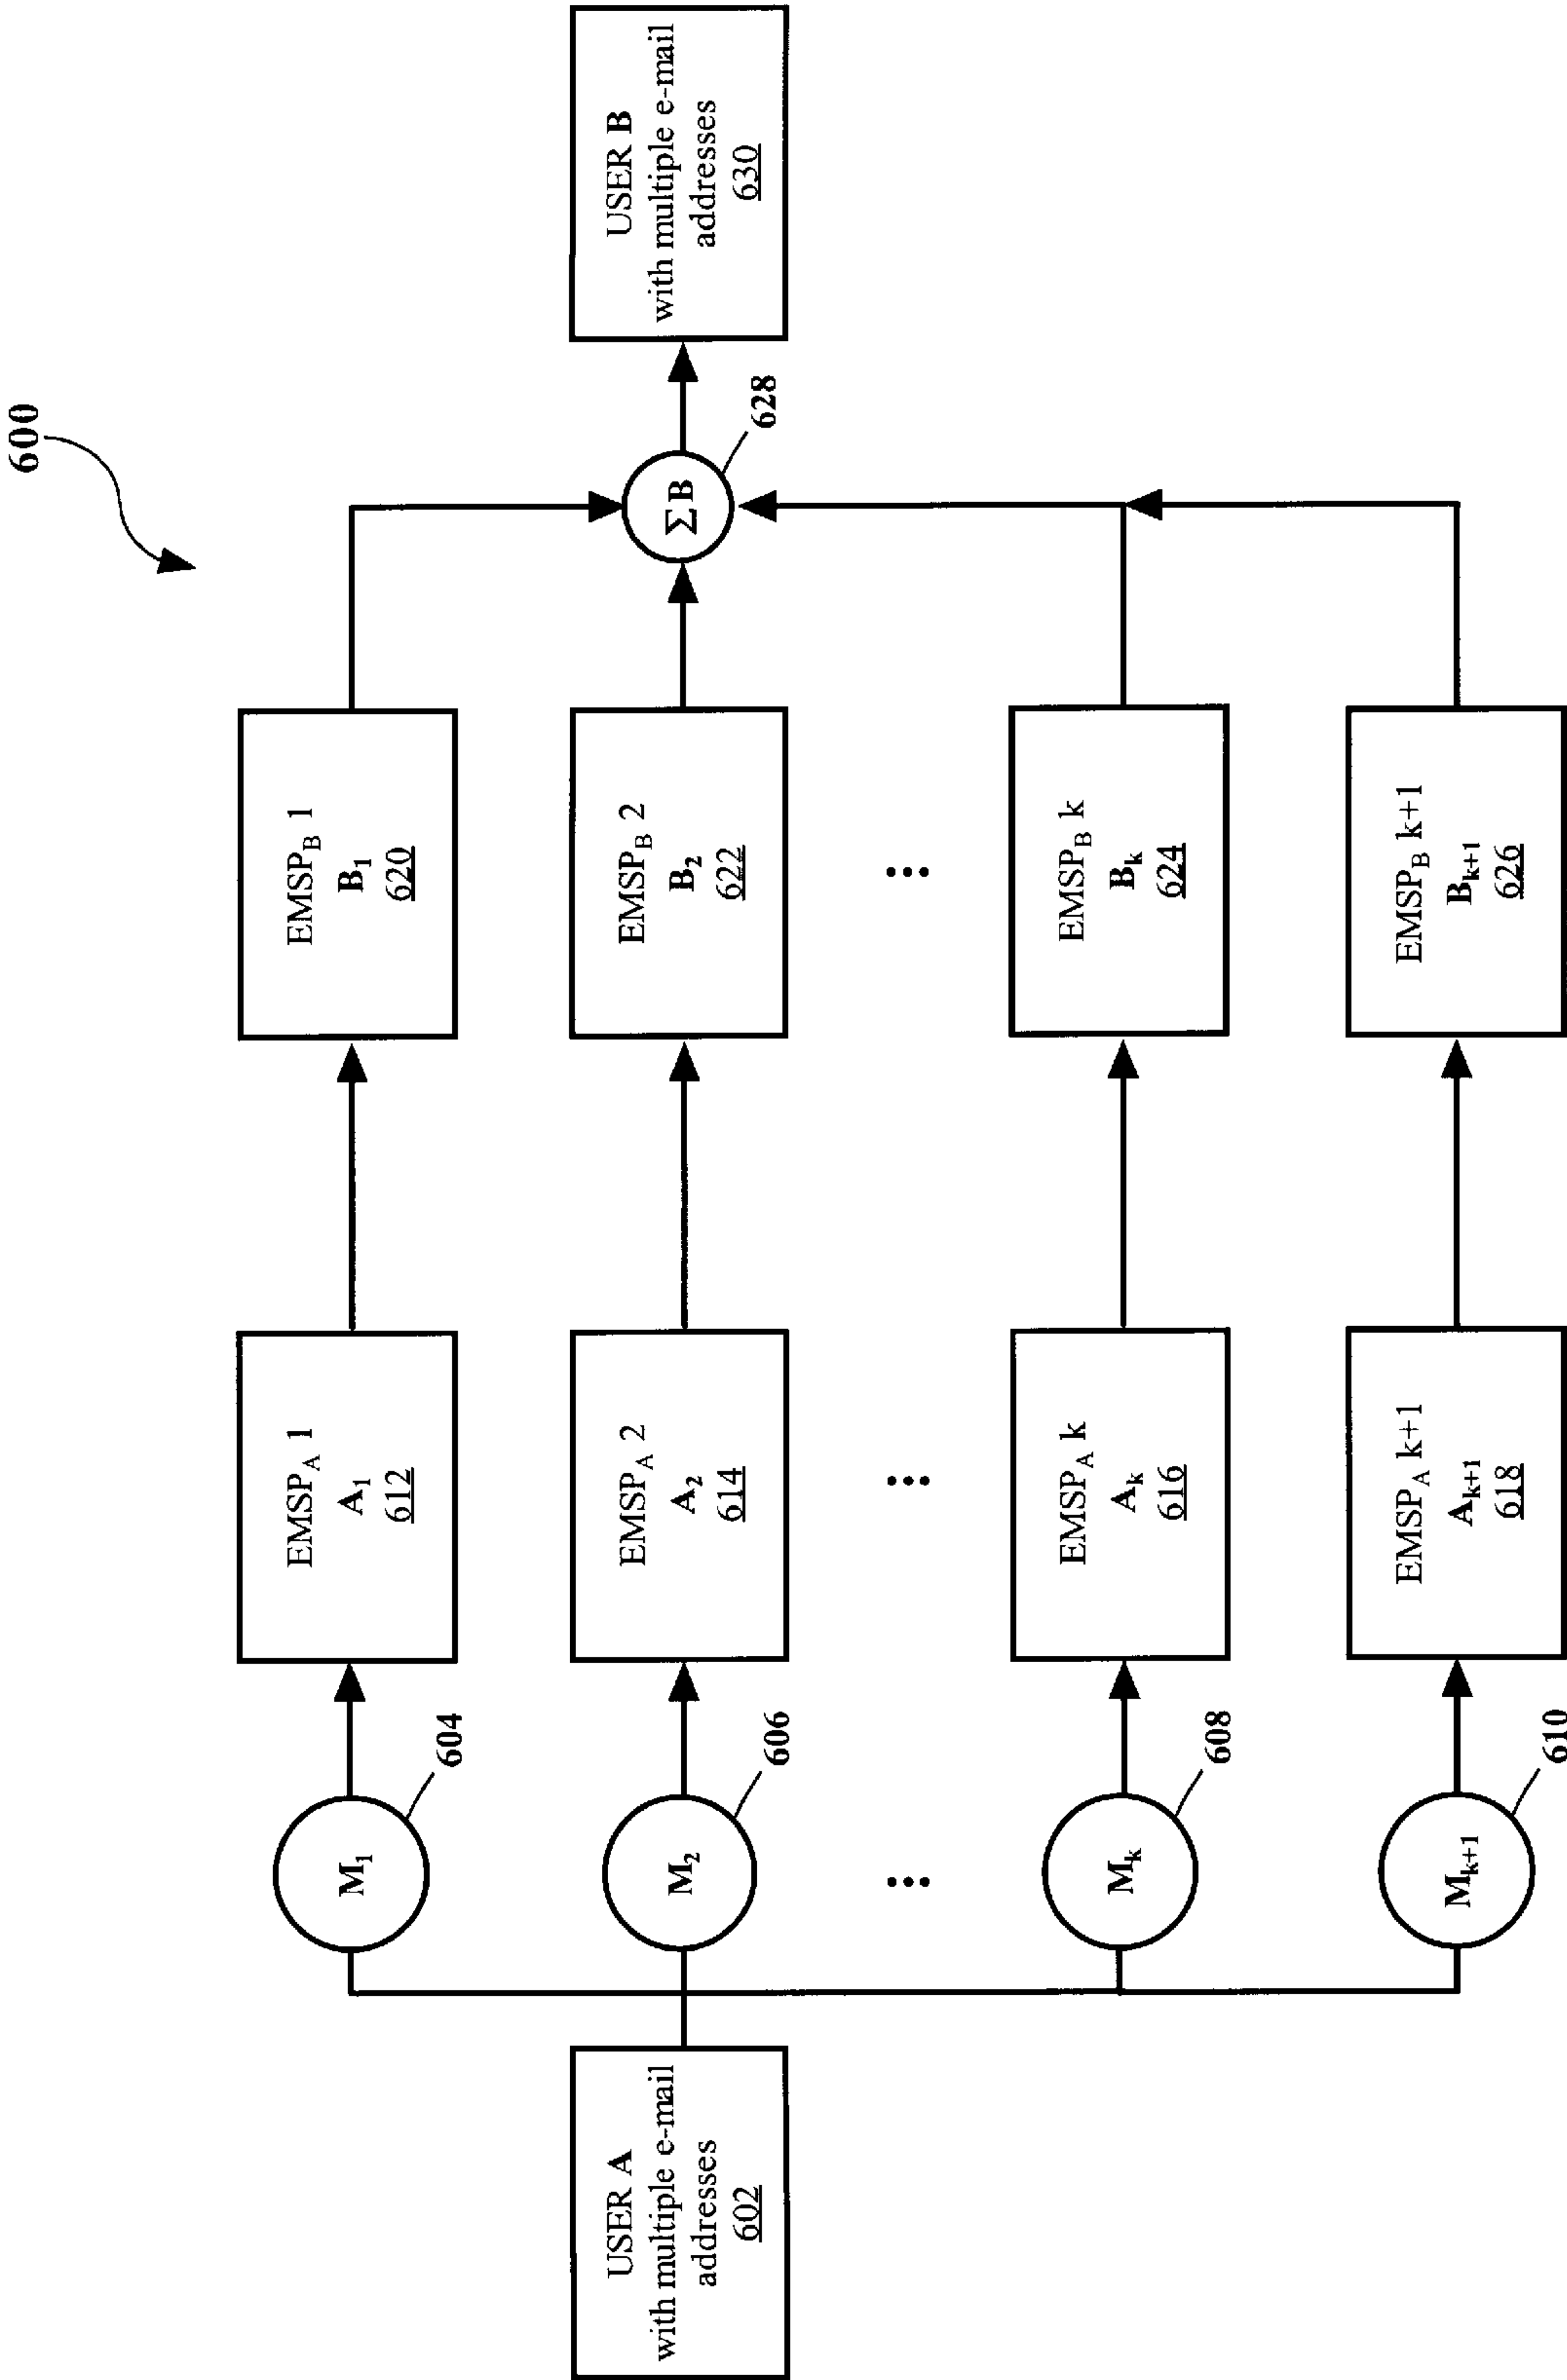 600
USER A
with multiple e-mail
addresses
602
M1
604
M2
606
...
Mk
608
Mk+1
610
EMSPA 1
A1
612
EMSPA 2
A2
614
...
EMSPA k
Ak
616
EMSPA k+1
Ak+1
618
EMSPB 1
B1
620
EMSPB 2
B2
622
...
EMSPB k
Bk
624
EMSPB k+1
Bk+1
626
ΣB
628
USER B
with multiple e-mail
addresses
630